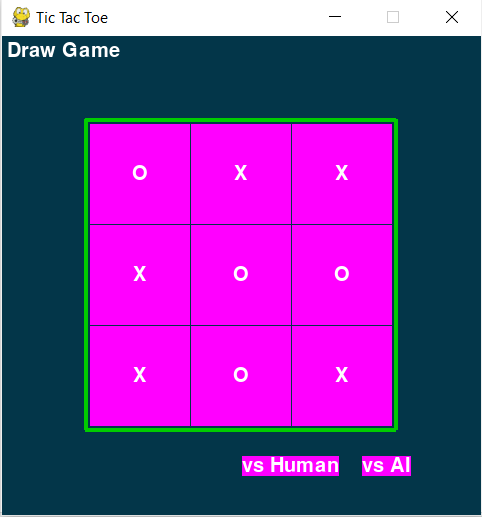 Tic Tac Toe
Draw Game
O X X
X O O
X O X
vs Human vs AI